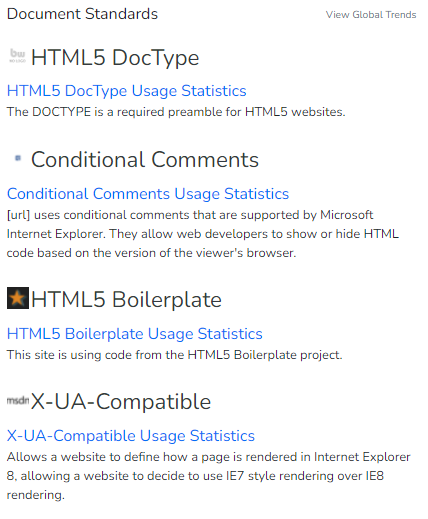 Document Standards
View Global Trends
HTML5 DocType
HTML5 DocType Usage Statistics
The DOCTYPE is a required preamble for HTML5 websites.
Conditional Comments
Conditional Comments Usage Statistics
[url] uses conditional comments that are supported by Microsoft
Internet Explorer. They allow web developers to show or hide HTML
code based on the version of the viewer's browser.
HTML5 Boilerplate
HTML5 Boilerplate Usage Statistics
This site is using code from the HTML5 Boilerplate project.
msdn X-UA-Compatible
X-UA-Compatible Usage Statistics
Allows a website to define how a page is rendered in Internet Explorer
8, allowing a website to decide to use IE7 style rendering over IE8
rendering.